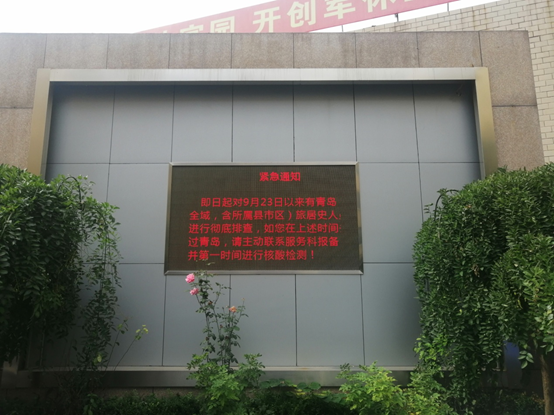 家园 开创军
紧急通知
即日起对9月23日以来有青岛
全域，含所属县市区）旅居史人
进行彻底排查，如您在上述时间
过青岛，请主动联系服务科报备
并第一时间进行核酸检测！